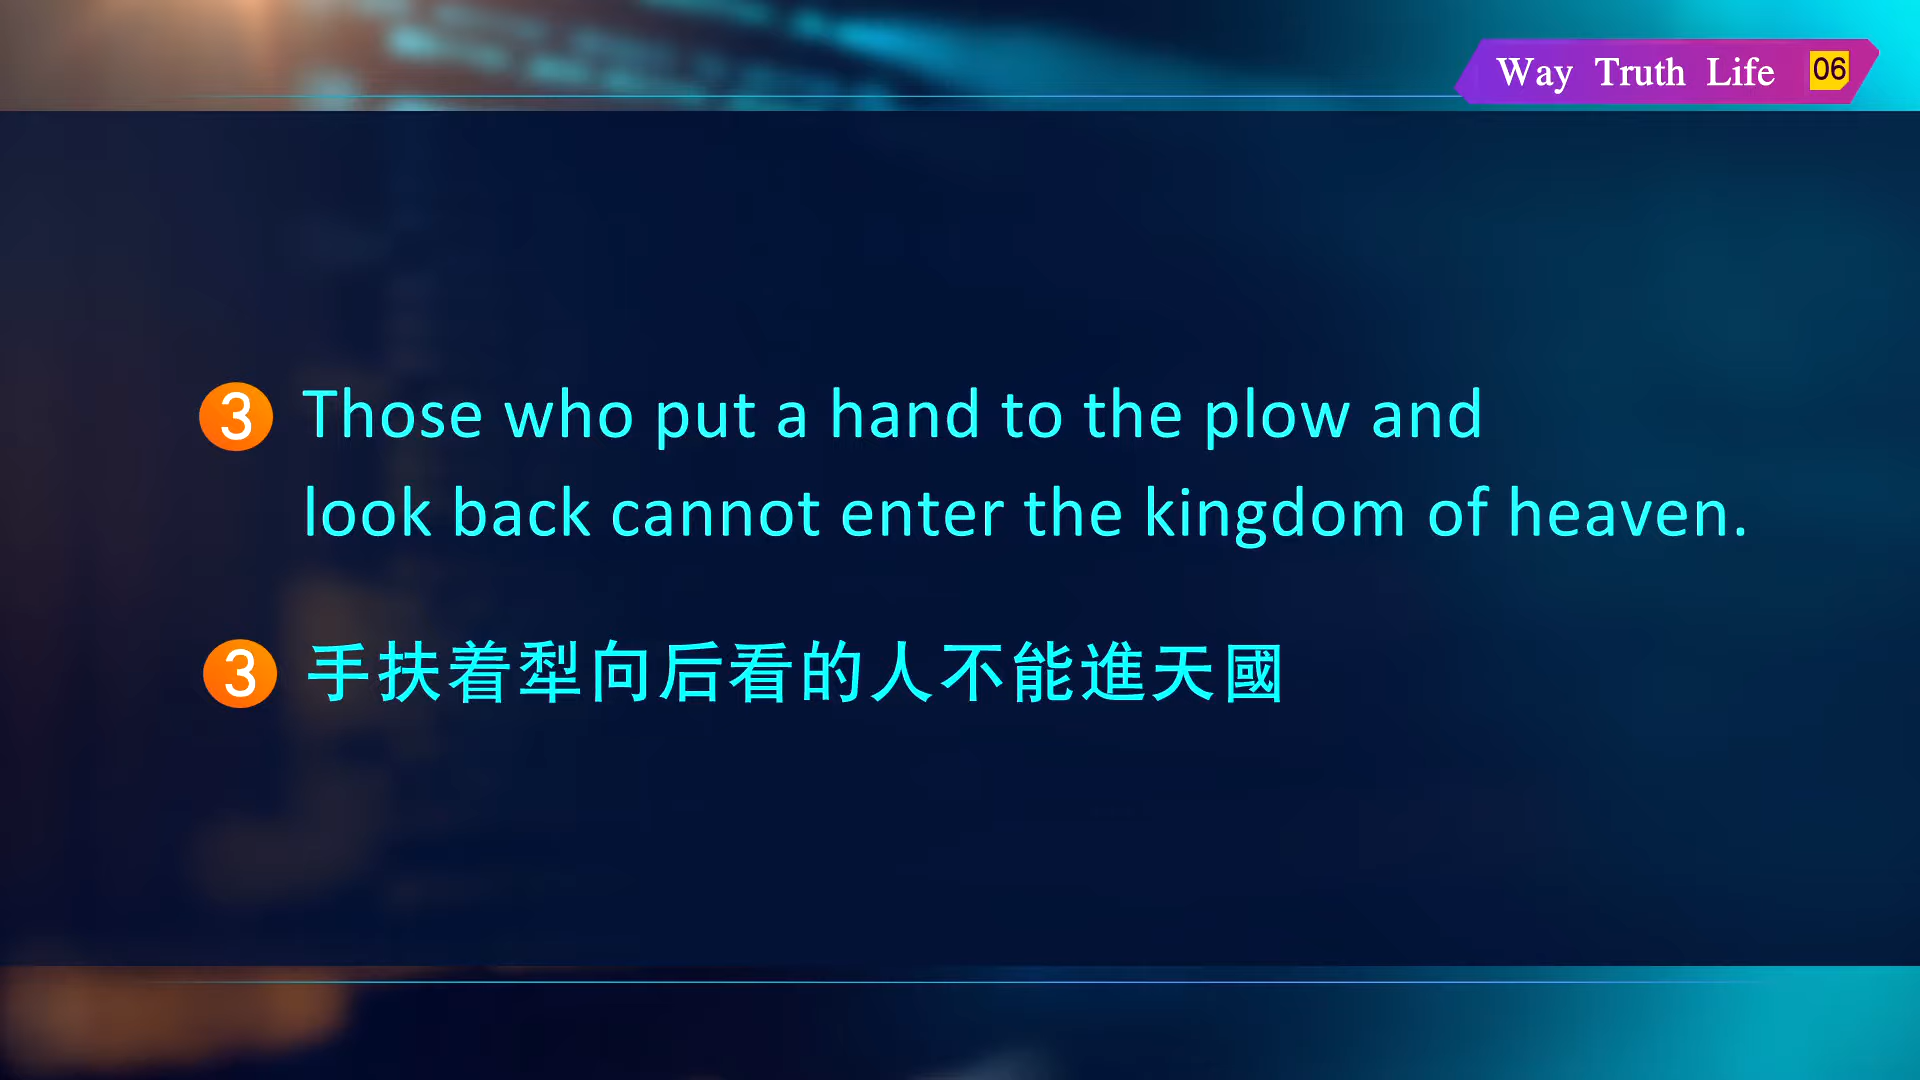 Way Truth Life 06
3 Those who put a hand to the plow and
look back cannot enter the kingdom of heaven.
3 手扶着犁向后看的人不能進天國